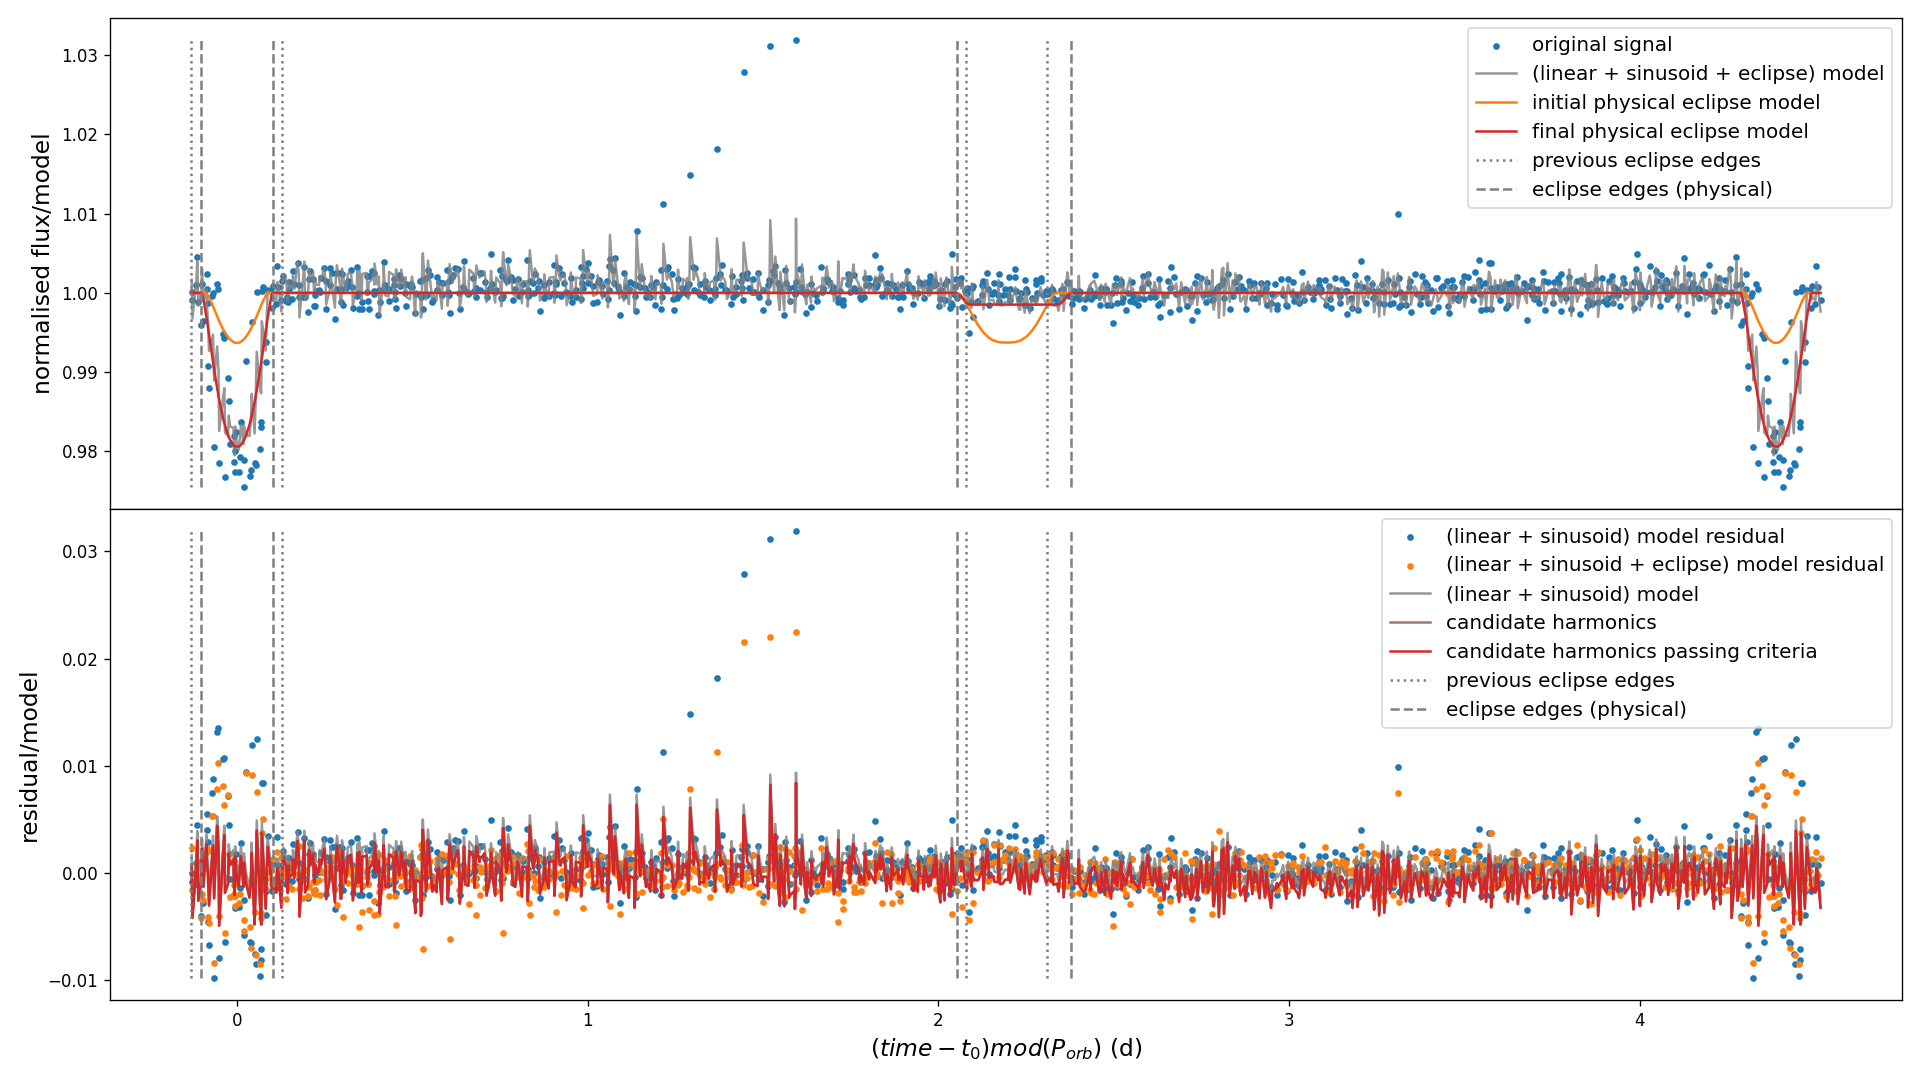 normalised flux/model
1.03
1.02
1.01
1.00
0.99
0.98
original signal
(linear + sinusoid + eclipse) model
initial physical eclipse model
final physical eclipse model
previous eclipse edges
eclipse edges (physical)
residual/model
0.03
0.02
0.01
0.00
−0.01
(linear + sinusoid) model residual
(linear + sinusoid + eclipse) model residual
(linear + sinusoid) model
candidate harmonics
candidate harmonics passing criteria
previous eclipse edges
eclipse edges (physical)
0 1 2 3 4
(time − t₀)mod(P_orb) (d)